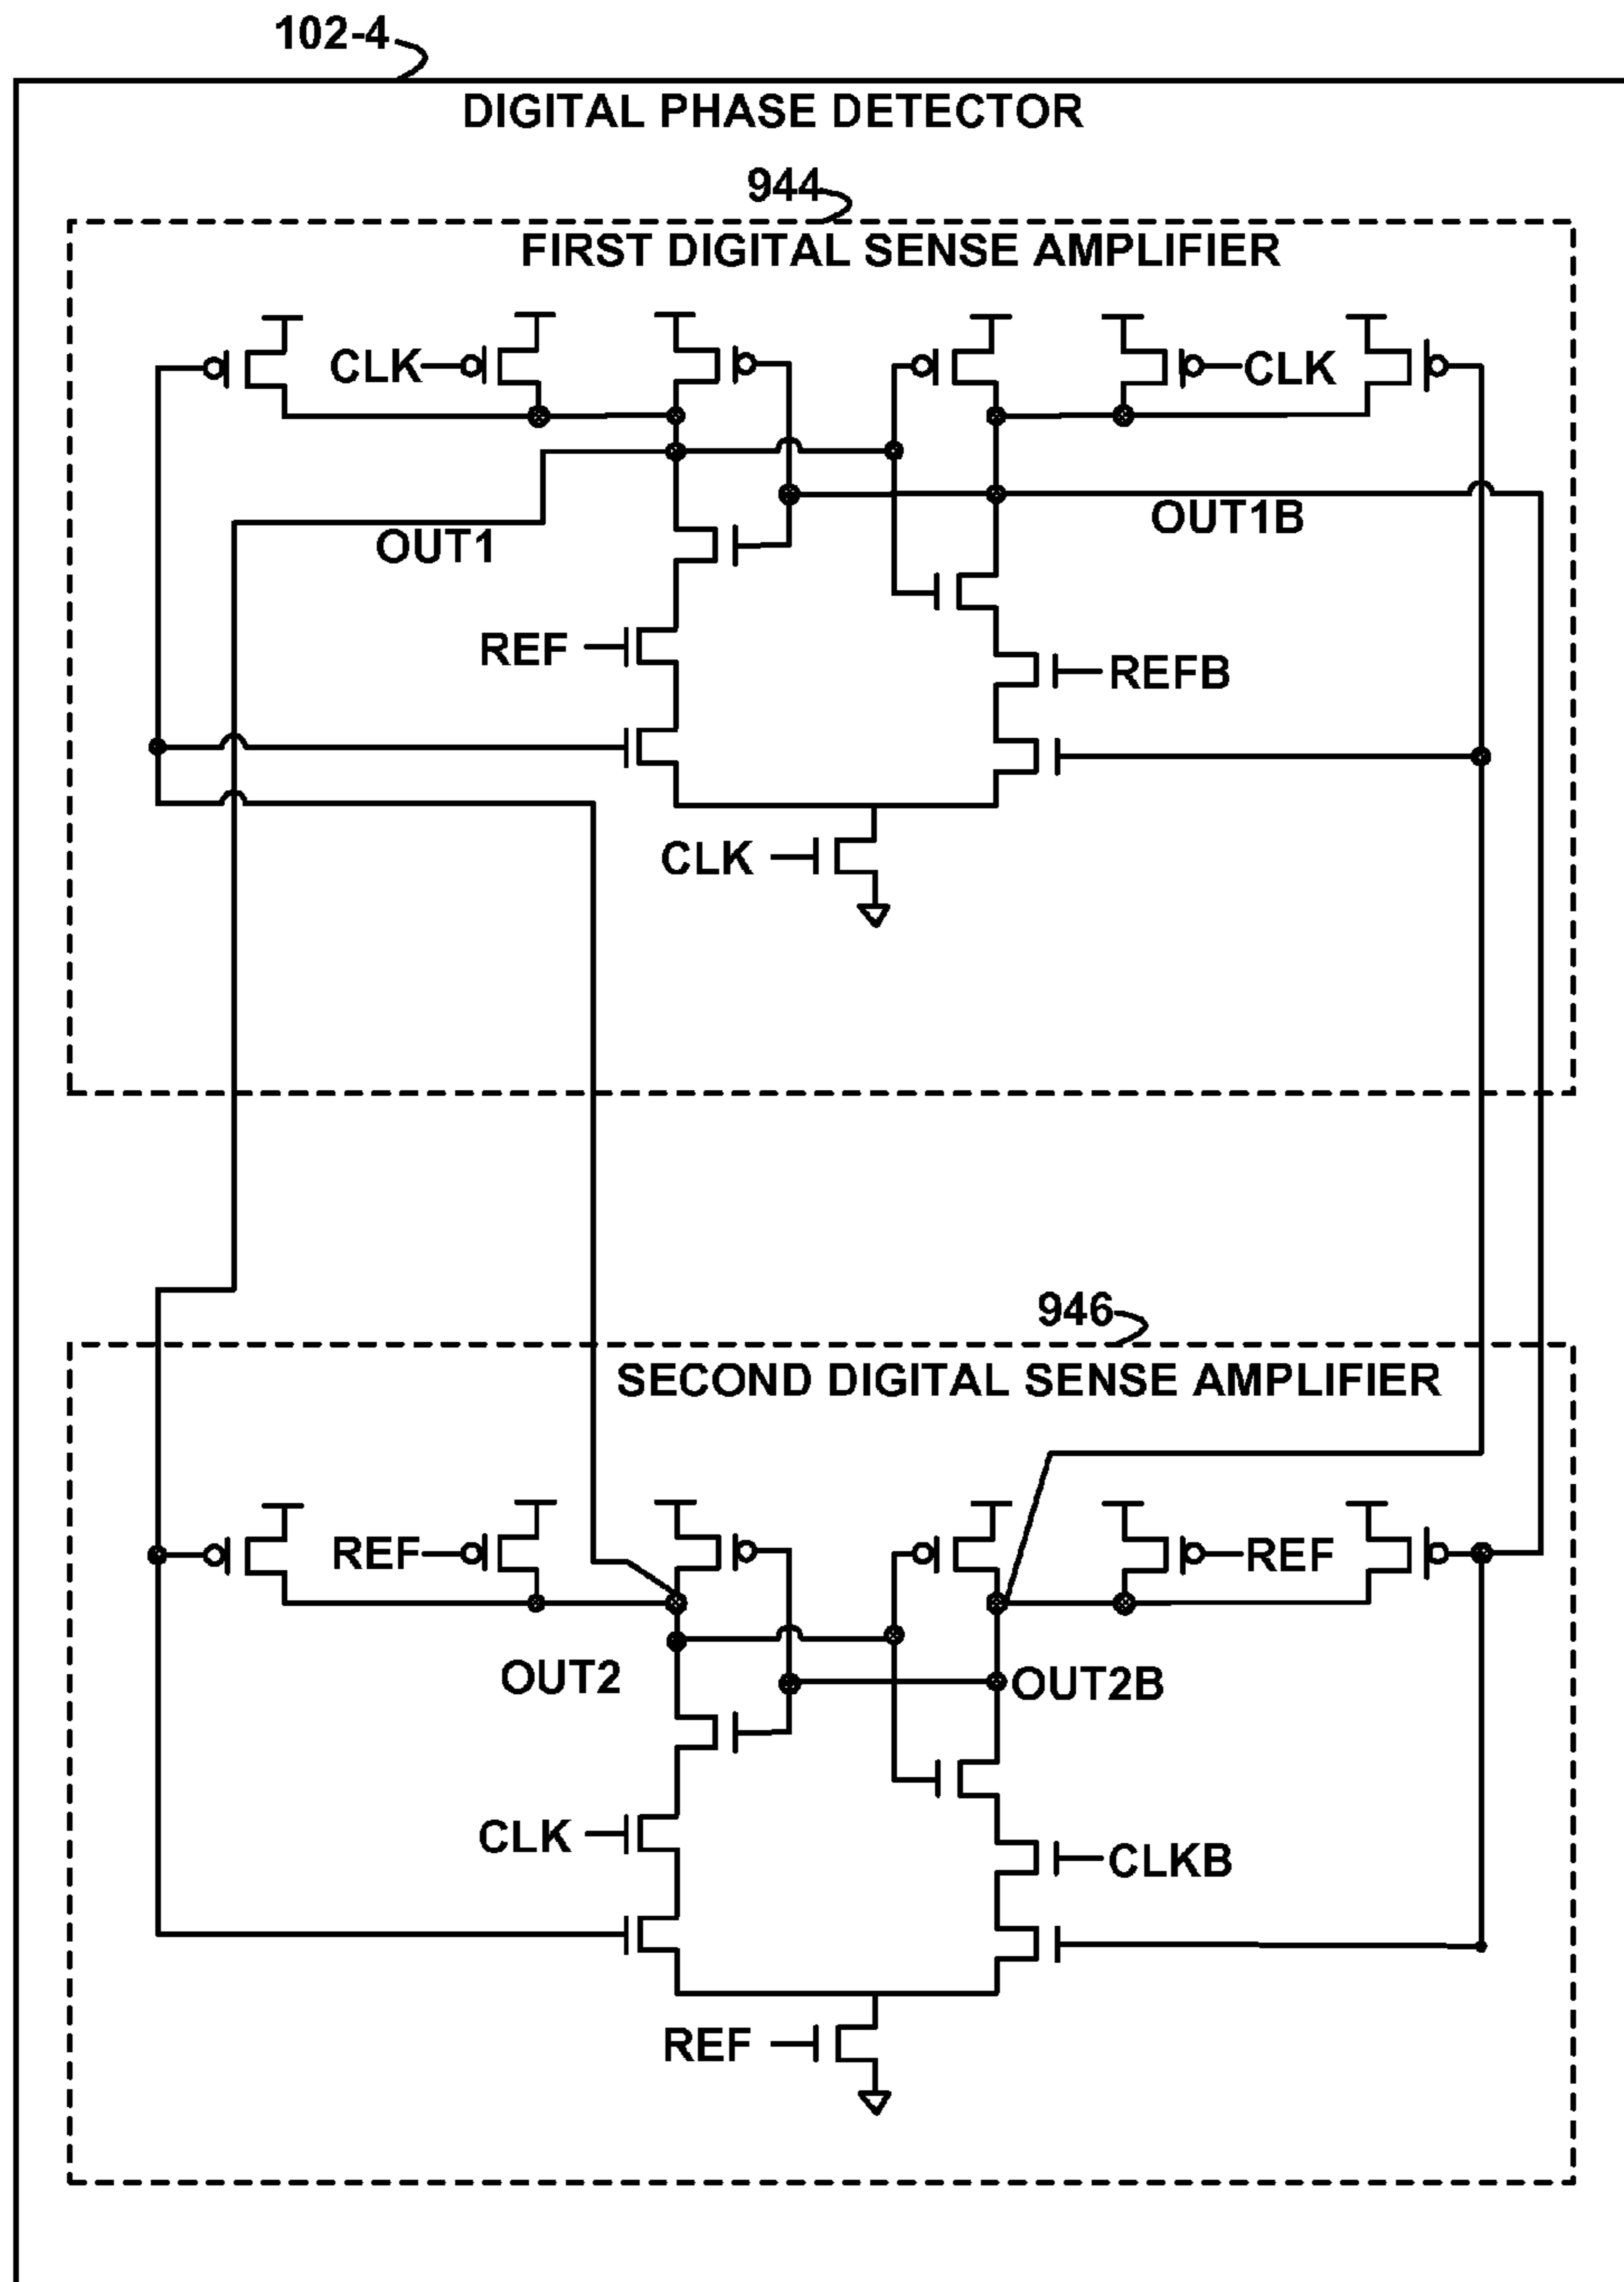 102-4
DIGITAL PHASE DETECTOR
944
FIRST DIGITAL SENSE AMPLIFIER
CLK
CLK
OUT1
OUT1B
REF
REFB
CLK
946
SECOND DIGITAL SENSE AMPLIFIER
REF
REF
OUT2
OUT2B
CLK
CLKB
REF